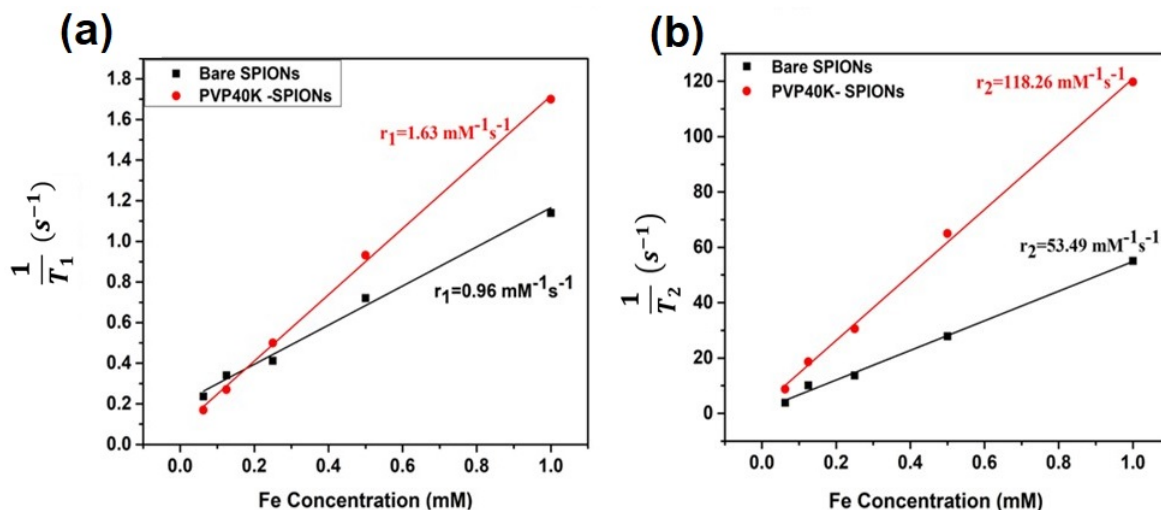 (a)
Bare SPIONs
PVP40K -SPIONs
r₁=1.63 mM⁻¹s⁻¹
r₁=0.96 mM⁻¹s⁻¹
1/T₁ (s⁻¹)
1.8
1.6
1.4
1.2
1.0
0.8
0.6
0.4
0.2
0.0
0.0 0.2 0.4 0.6 0.8 1.0
Fe Concentration (mM)
(b)
Bare SPIONs
PVP40K- SPIONs
r₂=118.26 mM⁻¹s⁻¹
r₂=53.49 mM⁻¹s⁻¹
1/T₂ (s⁻¹)
120
100
80
60
40
20
0
0.0 0.2 0.4 0.6 0.8 1.0
Fe Concentration (mM)